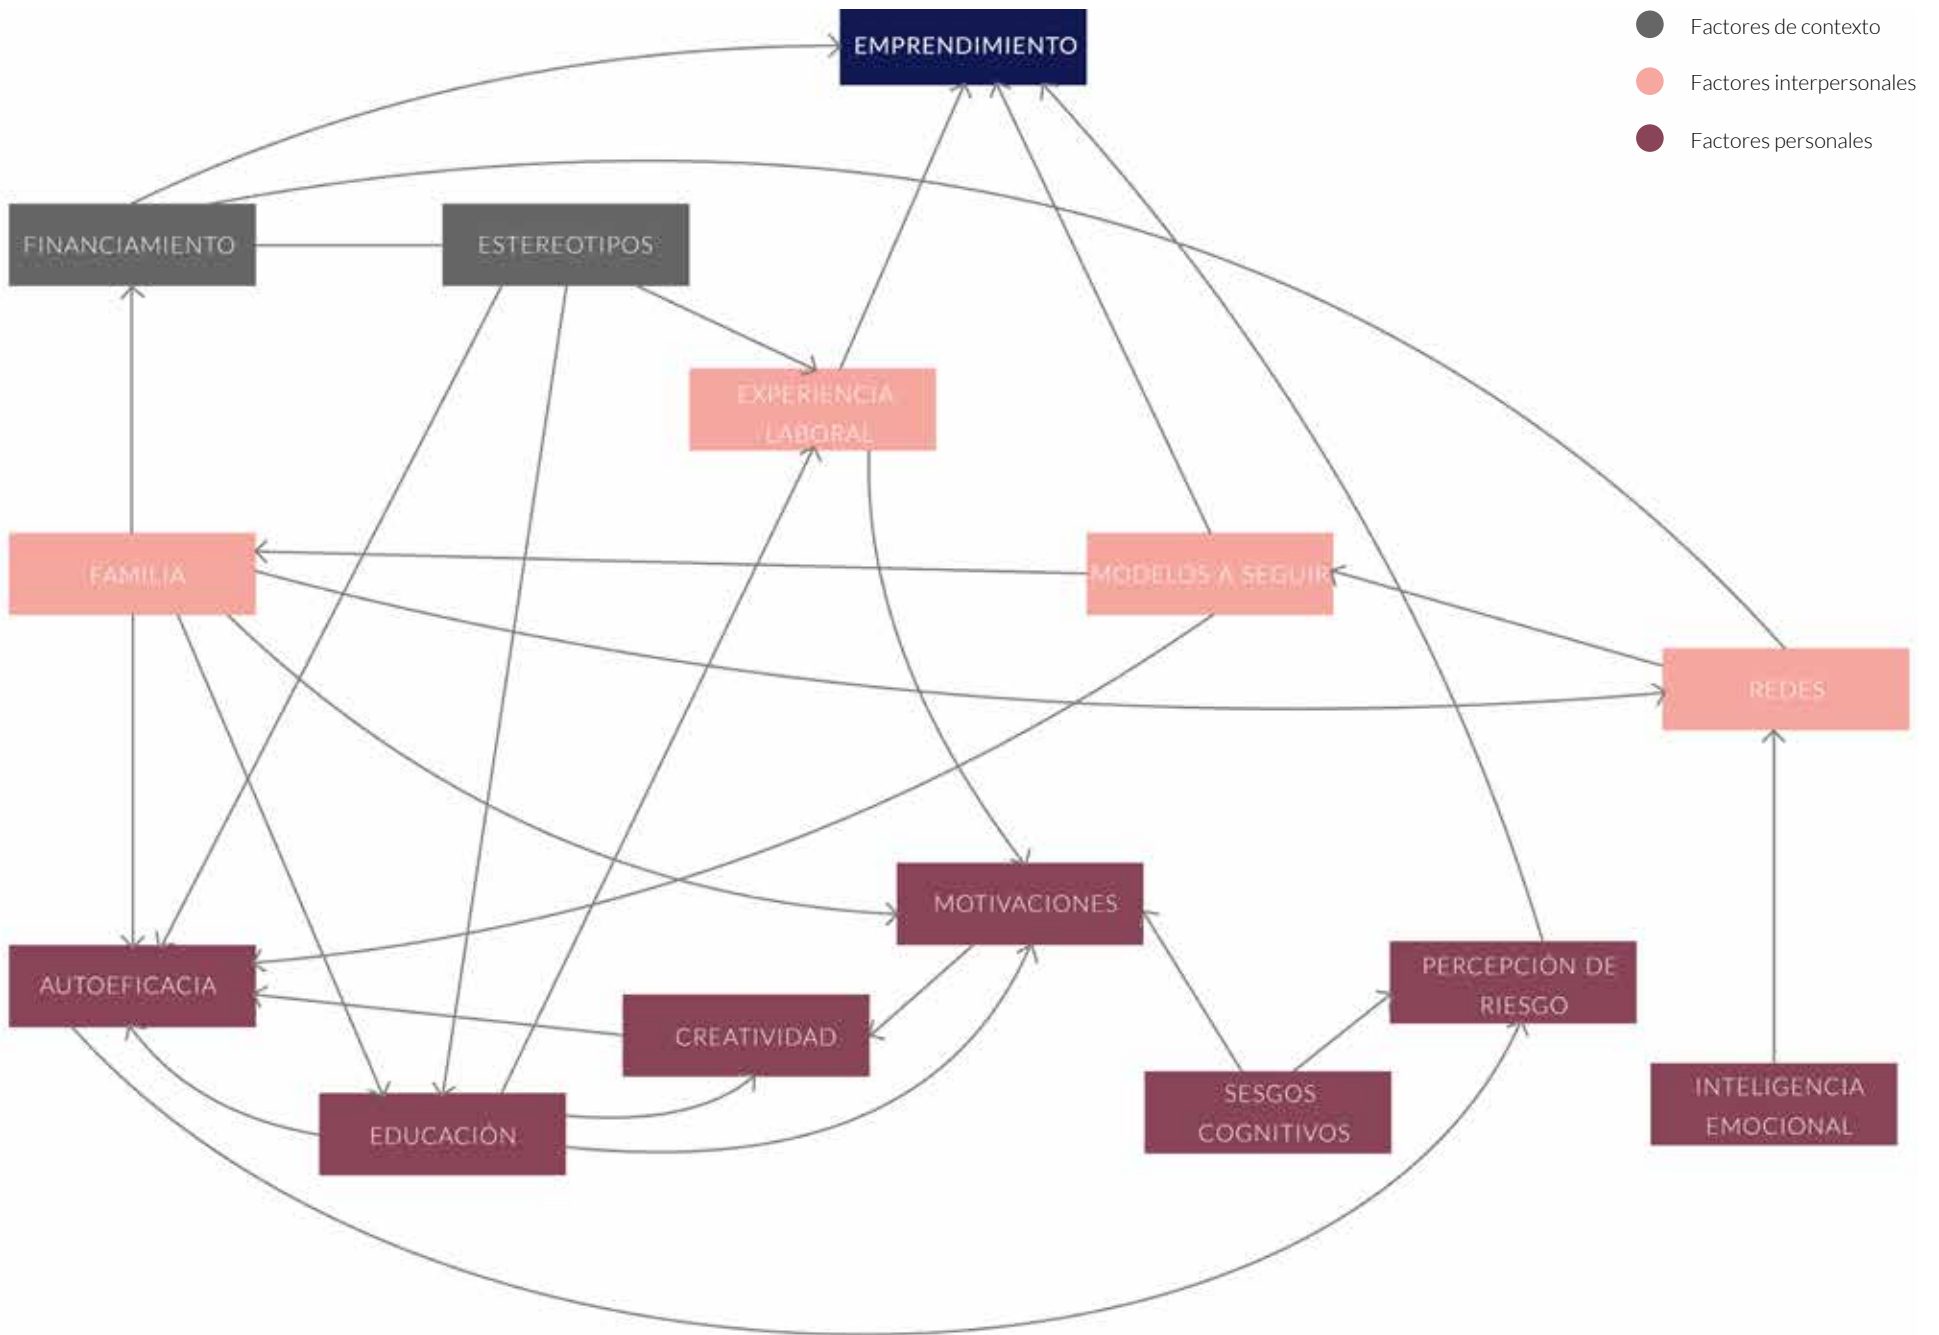 EMPRENDIMIENTO
Factores de contexto
Factores interpersonales
Factores personales
FINANCIAMIENTO
ESTEREOTIPOS
EXPERIENCIA
LABORAL
FAMILIA
MODELOS A SEGUIR
REDES
MOTIVACIONES
AUTOEFICACIA
CREATIVIDAD
PERCEPCIÓN DE
RIESGO
EDUCACIÓN
SESGOS
COGNITIVOS
INTELIGENCIA
EMOCIONAL